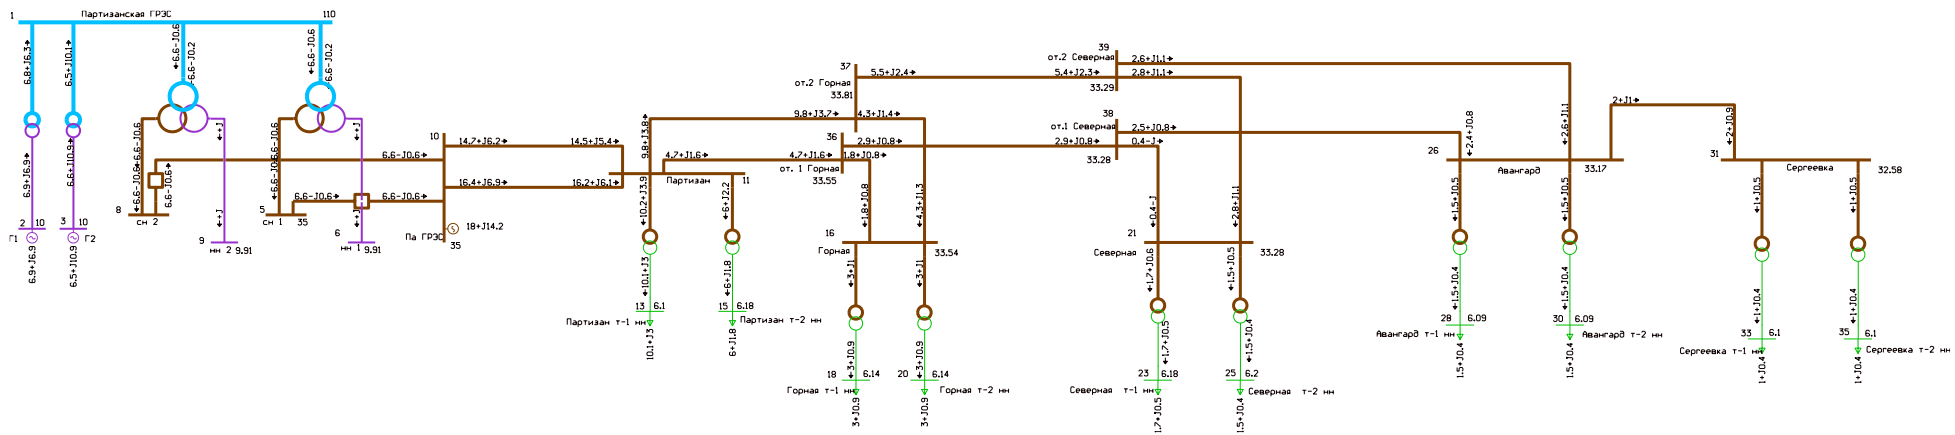 1 Партизанская ГРЭС 110
6.8+J6.3
6.5+J10.1
6.6-J0.6
6.6-J0.2
6.6-J0.6
6.6-J0.2
6.9+J6.9
6.6+J10.9
2 10
Г1
6.9+J6.9
3 10
Г2
6.5+J10.9
6.6-J0.6
6.6-J0.6
6.6-J0.6
6.6-J0.6
8
сн 2
+J
+J
9
нн 2 9.91
6.6-J0.6
6.6-J0.6
5
сн 1 35
6.6-J0.6
6.6-J0.6
+J
+J
6
нн 1 9.91
10
Па ГРЭС
35
18+J14.2
14.7+J6.2
14.5+J5.4
16.4+J6.9
16.2+J6.1
Партизан 11
9.8+J3.8
4.7+J1.6
4.7+J1.6
10.2+J3.9
6+J2.2
10.1+J3
6+J1.8
13 6.1
Партизан т-1 нн
10.1+J3
15 6.18
Партизан т-2 нн
6+J1.8
37
от.2 Горная
33.81
5.5+J2.4
5.4+J2.3
9.8+J3.7
4.3+J1.4
36
от. 1 Горная
33.55
2.9+J0.8
2.9+J0.8
1.8+J0.8
1.8+J0.8
4.3+J1.3
16
Горная
33.54
3+J1
3+J1
3+J0.9
3+J0.9
18 6.14
Горная т-1 нн
3+J0.9
20 6.14
Горная т-2 нн
3+J0.9
39
от.2 Северная
33.29
2.6+J1.1
2.8+J1.1
38
от.1 Северная
33.28
2.5+J0.8
0.4-J
0.4-J
2.8+J1.1
21
Северная
33.28
1.7+J0.6
1.5+J0.5
1.7+J0.5
1.5+J0.4
23 6.18
Северная т-1 нн
1.7+J0.5
25 6.2
Северная т-2 нн
1.5+J0.4
2.4+J0.8
2.6+J1.1
2+J1
26
Авангард
33.17
1.5+J0.5
1.5+J0.5
1.5+J0.4
1.5+J0.4
28 6.09
Авангард т-1 нн
1.5+J0.4
30 6.09
Авангард т-2 нн
1.5+J0.4
2+J0.9
31
Сергеевка
32.58
1+J0.5
1+J0.5
1+J0.4
1+J0.4
33 6.1
Сергеевка т-1 нн
1+J0.4
35 6.1
Сергеевка т-2 нн
1+J0.4